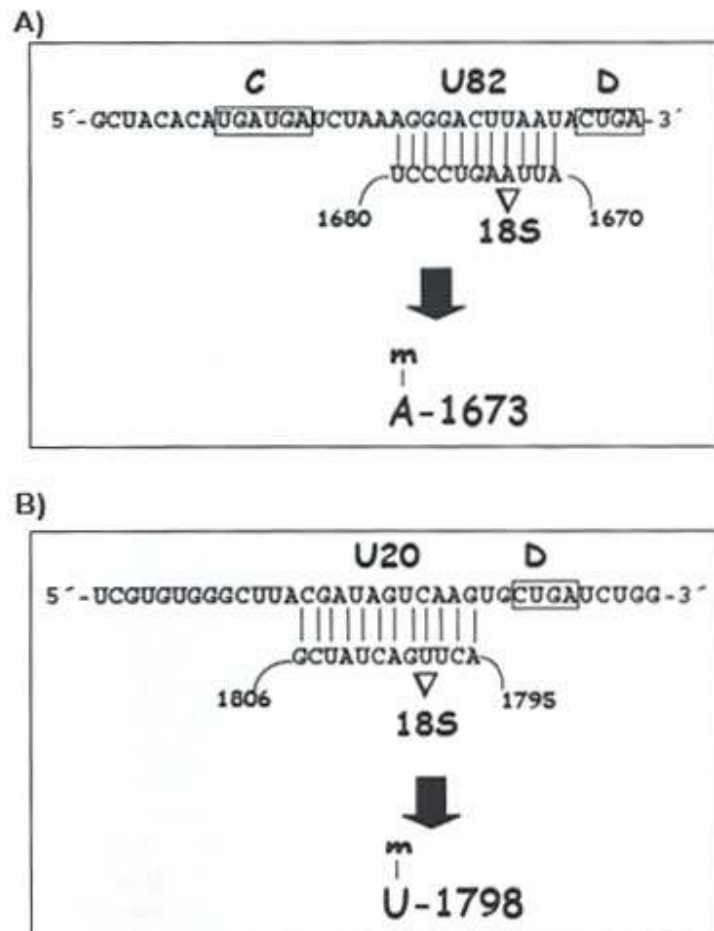 A)
C U82 D
5´-GCUACACAUGAUGAUCUAAAGGGACUUAAUACUGA-3´
UCCCUGAAUUA
1680 1670
18S
m
A-1673
B)
U20 D
5´-UCGUGUGGGCUUACGAUAGUCAAGUGCUGAUCUGG-3´
GCUAUCAGUUCA
1806 1795
18S
m
U-1798